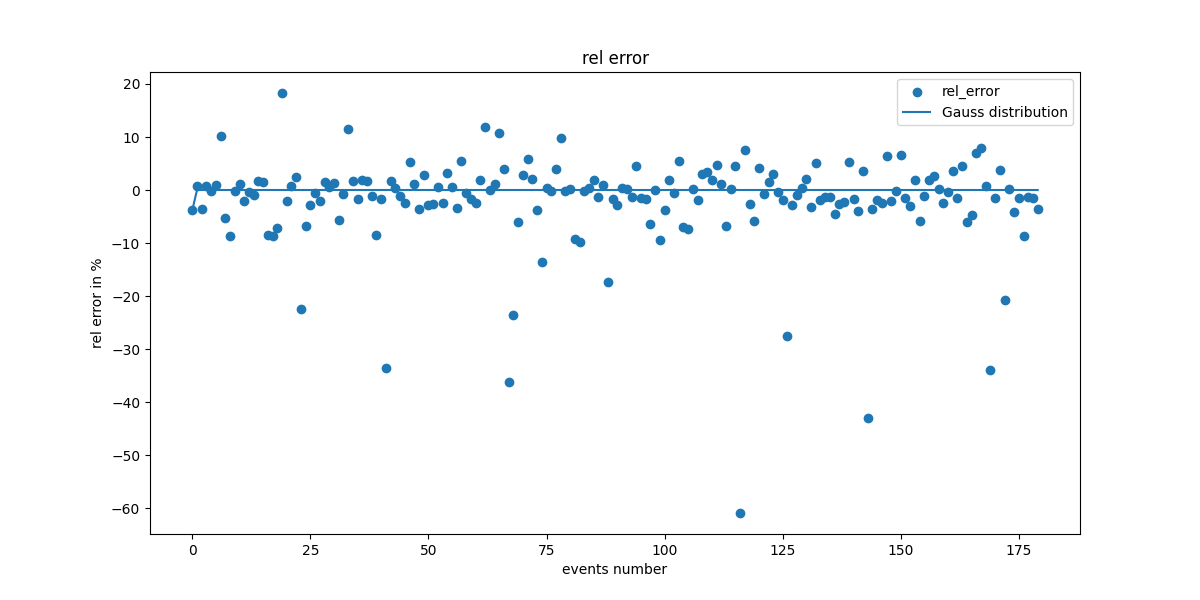 rel error
rel_error
Gauss distribution
20
10
0
−10
−20
−30
−40
−50
−60
rel error in %
0 25 50 75 100 125 150 175
events number